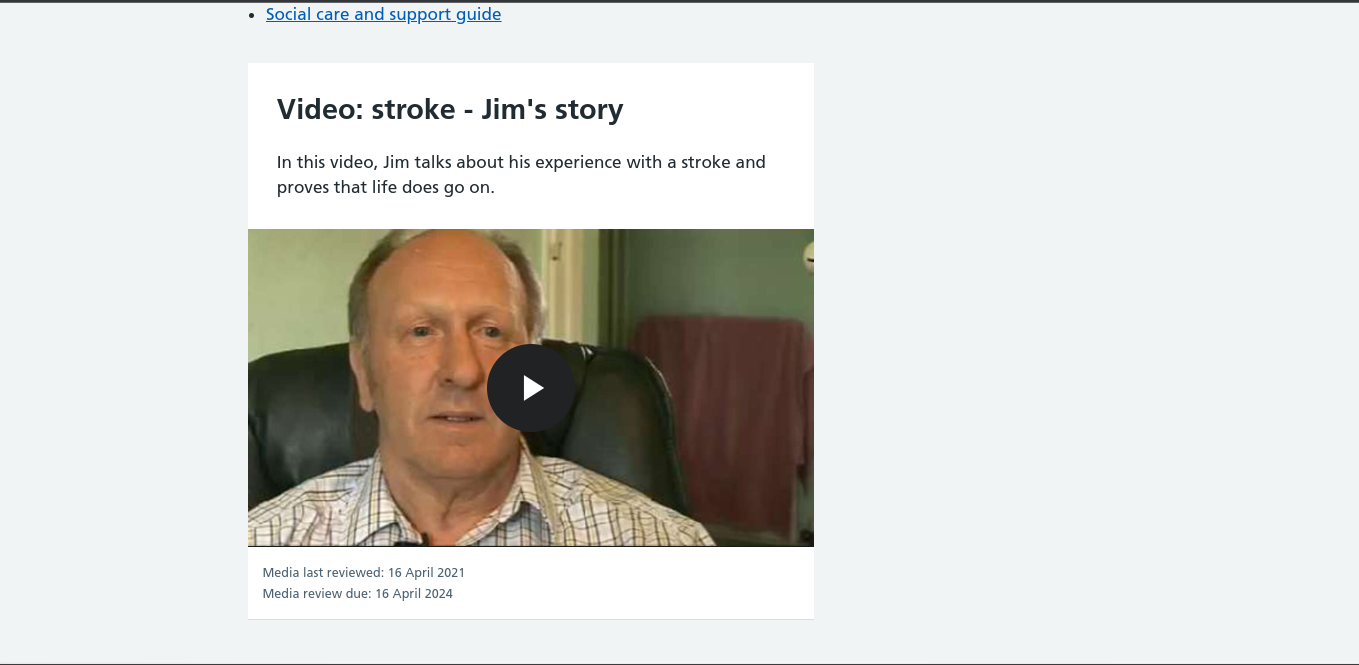 Social care and support guide
Video: stroke - Jim's story
In this video, Jim talks about his experience with a stroke and
proves that life does go on.
Media last reviewed: 16 April 2021
Media review due: 16 April 2024